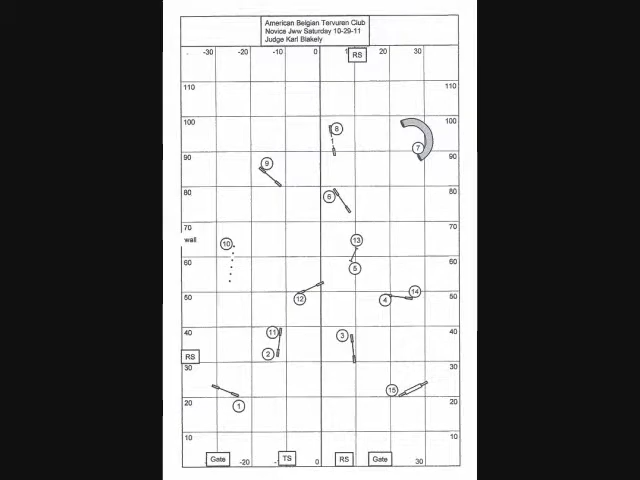 American Belgian Tervuren Club
Novice Jww Saturday 10-29-11
Judge Karl Blakely
-30 -20 -10 0 RS 20 30
110 110
100 100
8
7
90 90
9
80 80
6
70 70
wall 10 13
60 60
5
50 14 50
12 4
40 11 3 40
2
RS
30 30
15
20 1 20
10 10
Gate -20 TS 0 RS Gate 30